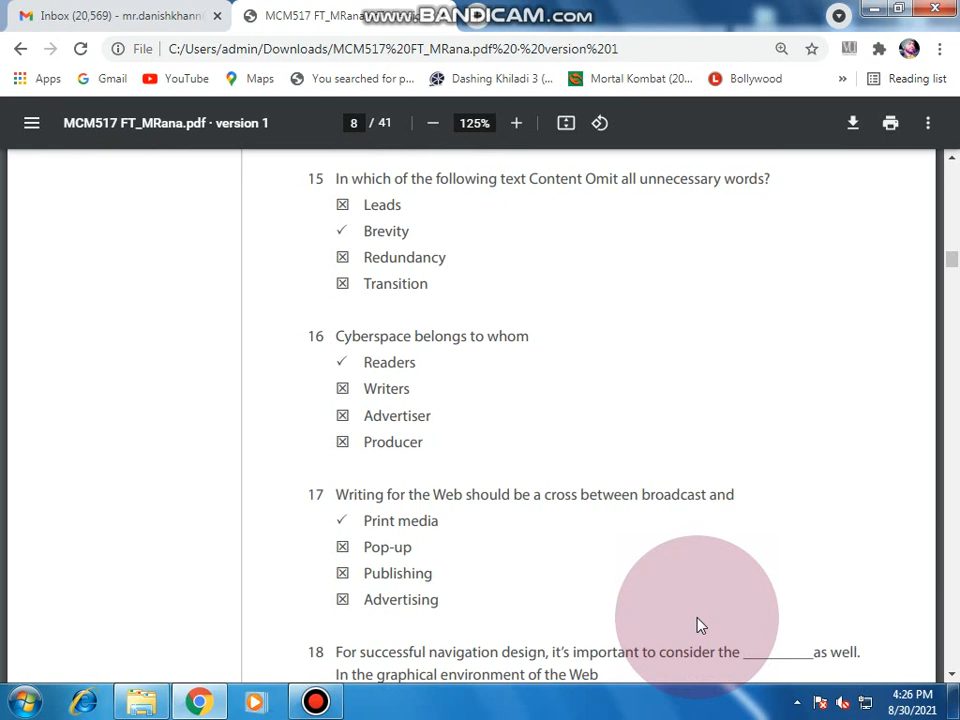 Inbox (20,569) - mr.danishkhann
MCM517 FT_MRana
www.BANDICAM.com
File
C:/Users/admin/Downloads/MCM517%20FT_MRana.pdf%20·%20version%201
Apps
Gmail
YouTube
Maps
You searched for p...
Dashing Khiladi 3 (...
Mortal Kombat (20...
Bollywood
»
Reading list
MCM517 FT_MRana.pdf · version 1
8 / 41
125%
15 In which of the following text Content Omit all unnecessary words?
☒ Leads
✓ Brevity
☒ Redundancy
☒ Transition
16 Cyberspace belongs to whom
✓ Readers
☒ Writers
☒ Advertiser
☒ Producer
17 Writing for the Web should be a cross between broadcast and
✓ Print media
☒ Pop-up
☒ Publishing
☒ Advertising
18 For successful navigation design, it's important to consider the _________as well.
In the graphical environment of the Web
4:26 PM
8/30/2021